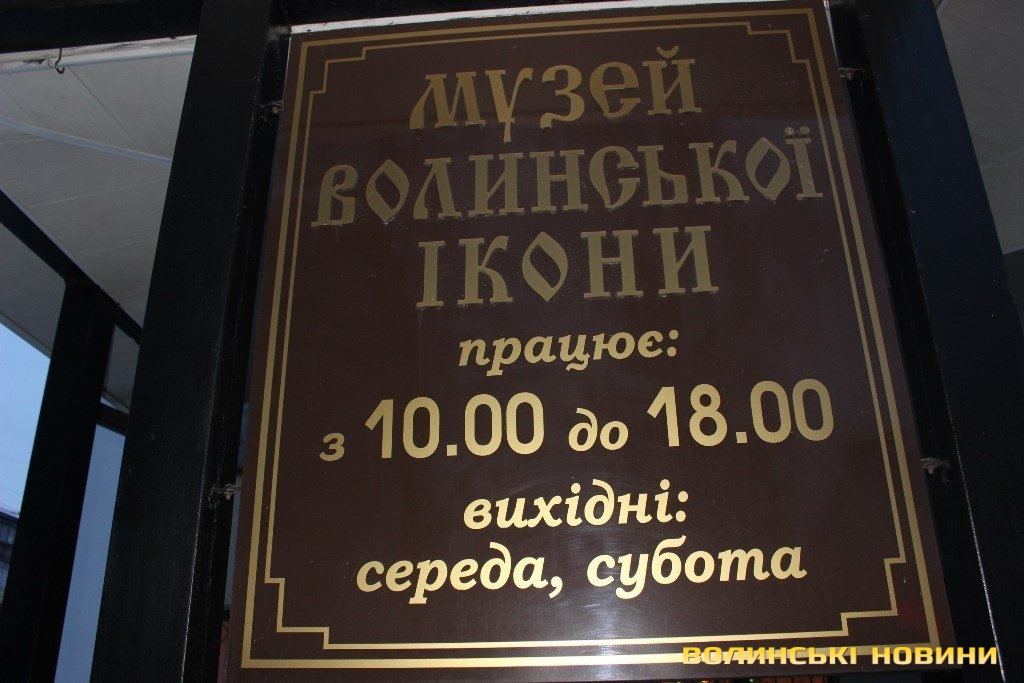 МУЗЕЙ
ВОЛИНСЬКОЇ
ІКОНИ
працює:
з 10.00 до 18.00
вихідні:
середа, субота
ВОЛИНСЬКІ НОВИНИ